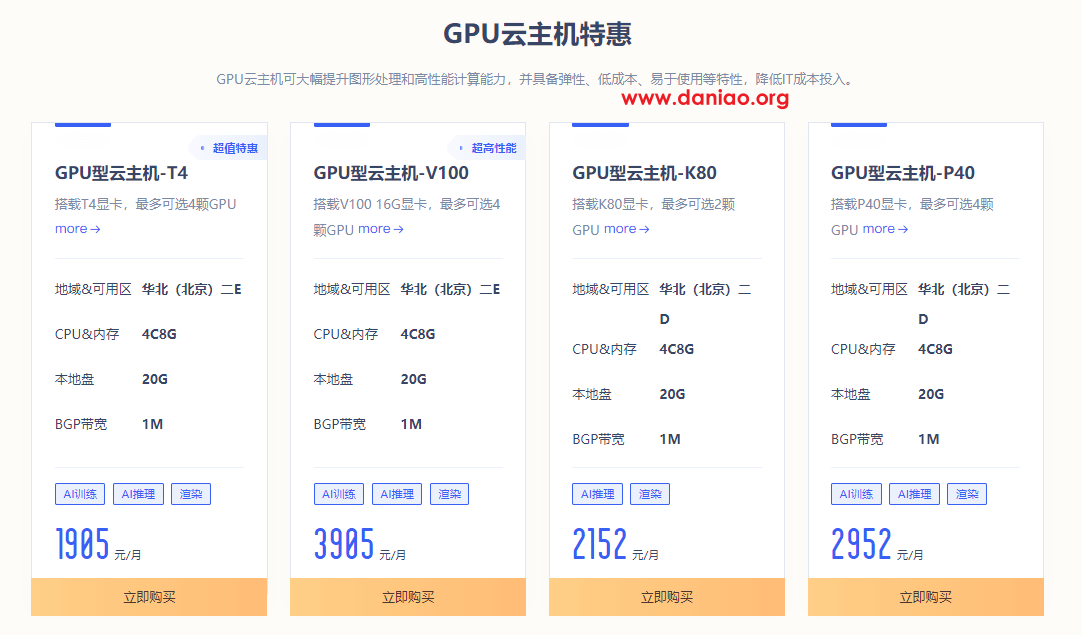 GPU云主机特惠
GPU云主机可大幅提升图形处理和高性能计算能力，并具备弹性、低成本、易于使用等特性，降低IT成本投入。
www.daniao.org
超值特惠
GPU型云主机-T4
搭载T4显卡，最多可选4颗GPU
more→
地域&可用区 华北（北京）二E
CPU&内存 4C8G
本地盘 20G
BGP带宽 1M
AI训练 AI推理 渲染
1905 元/月
立即购买
超高性能
GPU型云主机-V100
搭载V100 16G显卡，最多可选4
颗GPU more→
地域&可用区 华北（北京）二E
CPU&内存 4C8G
本地盘 20G
BGP带宽 1M
AI训练 AI推理 渲染
3905 元/月
立即购买
GPU型云主机-K80
搭载K80显卡，最多可选2颗
GPU more→
地域&可用区 华北（北京）二
D
CPU&内存 4C8G
本地盘 20G
BGP带宽 1M
AI推理 渲染
2152 元/月
立即购买
GPU型云主机-P40
搭载P40显卡，最多可选4颗
GPU more→
地域&可用区 华北（北京）二
D
CPU&内存 4C8G
本地盘 20G
BGP带宽 1M
AI训练 AI推理 渲染
2952 元/月
立即购买